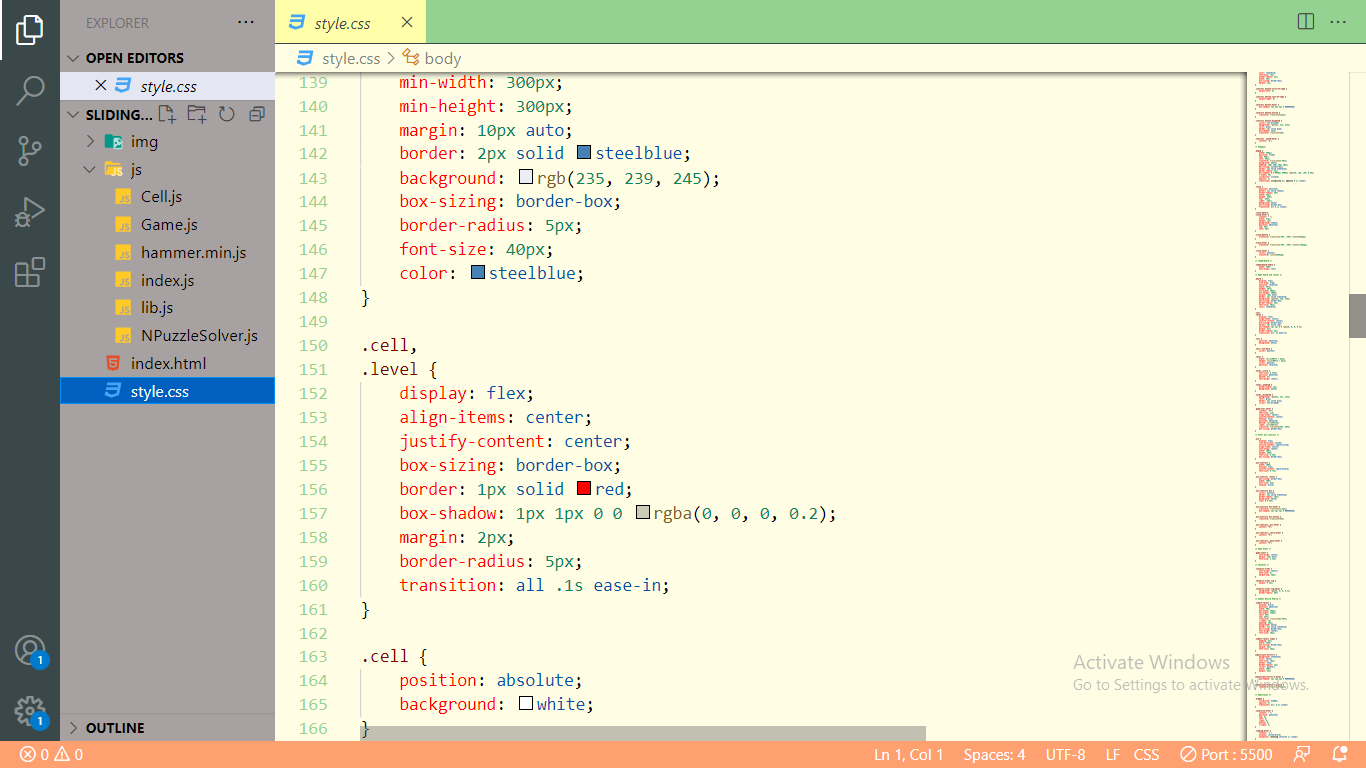 EXPLORER
OPEN EDITORS
style.css
SLIDING...
img
js
Cell.js
Game.js
hammer.min.js
index.js
lib.js
NPuzzleSolver.js
index.html
style.css
OUTLINE
1
1
style.css
style.css > body
139 min-width: 300px;
140 min-height: 300px;
141 margin: 10px auto;
142 border: 2px solid steelblue;
143 background: rgb(235, 239, 245);
144 box-sizing: border-box;
145 border-radius: 5px;
146 font-size: 40px;
147 color: steelblue;
148 }
149
150 .cell,
151 .level {
152 display: flex;
153 align-items: center;
154 justify-content: center;
155 box-sizing: border-box;
156 border: 1px solid red;
157 box-shadow: 1px 1px 0 0 rgba(0, 0, 0, 0.2);
158 margin: 2px;
159 border-radius: 5px;
160 transition: all .1s ease-in;
161 }
162
163 .cell {
164 position: absolute;
165 background: white;
166 }
Activate Windows
Go to Settings to activate Windows.
0 0 Ln 1, Col 1 Spaces: 4 UTF-8 LF CSS Port : 5500